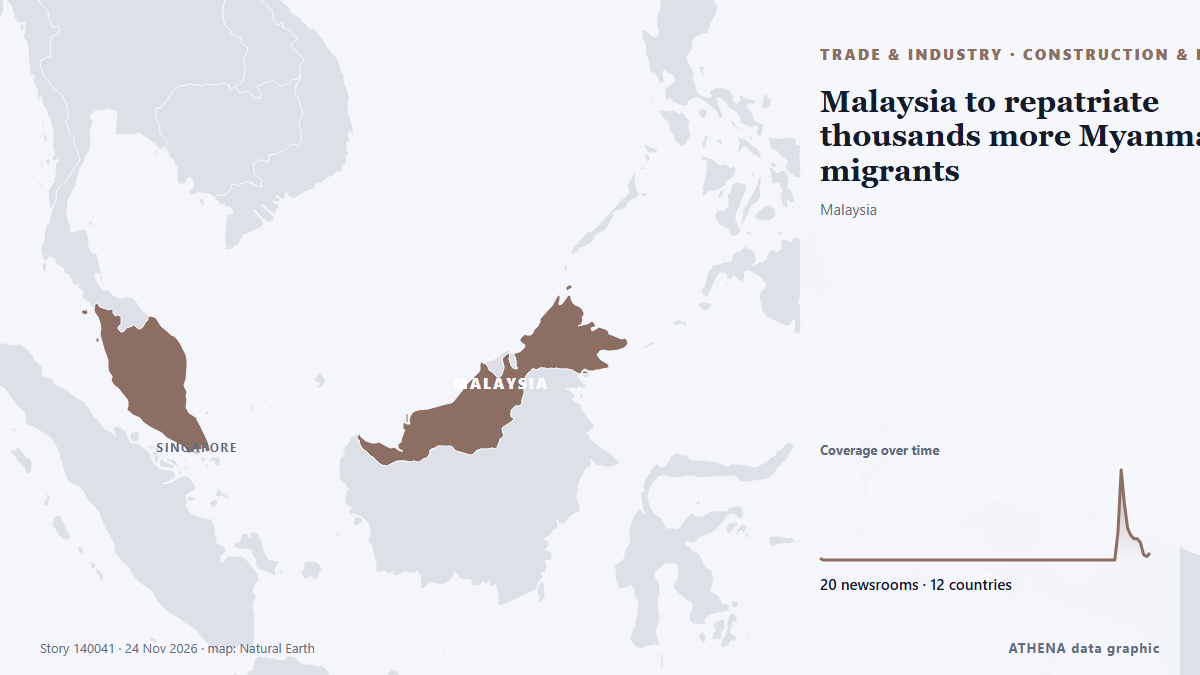 TRADE & INDUSTRY · CONSTRUCTION &
Malaysia to repatriate
thousands more
migrants
Malaysia
MALAYSIA
SINGAPORE
Coverage over time
20 newsrooms · 12 countries
Story 140041 · 24 Nov 2026 · map: Natural Earth
ATHENA data graphic